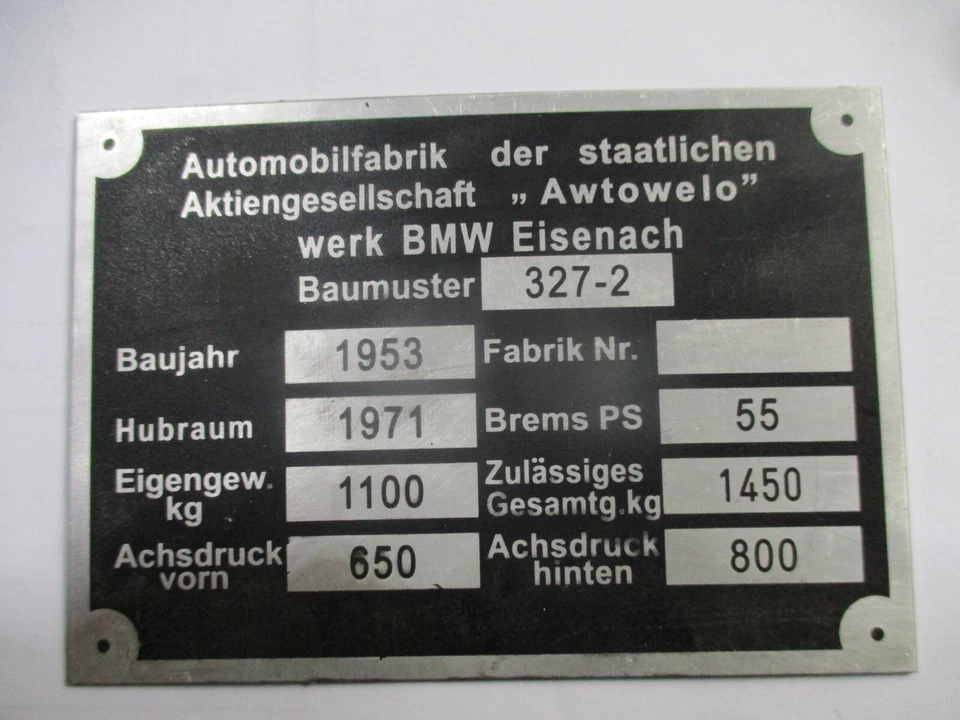 Automobilfabrik der staatlichen
Aktiengesellschaft „Awtowelo”
werk BMW Eisenach
Baumuster 327-2
Baujahr 1953 Fabrik Nr.
Hubraum 1971 Brems PS 55
Eigengew. kg 1100 Zulässiges Gesamtg.kg 1450
Achsdruck vorn 650 Achsdruck hinten 800